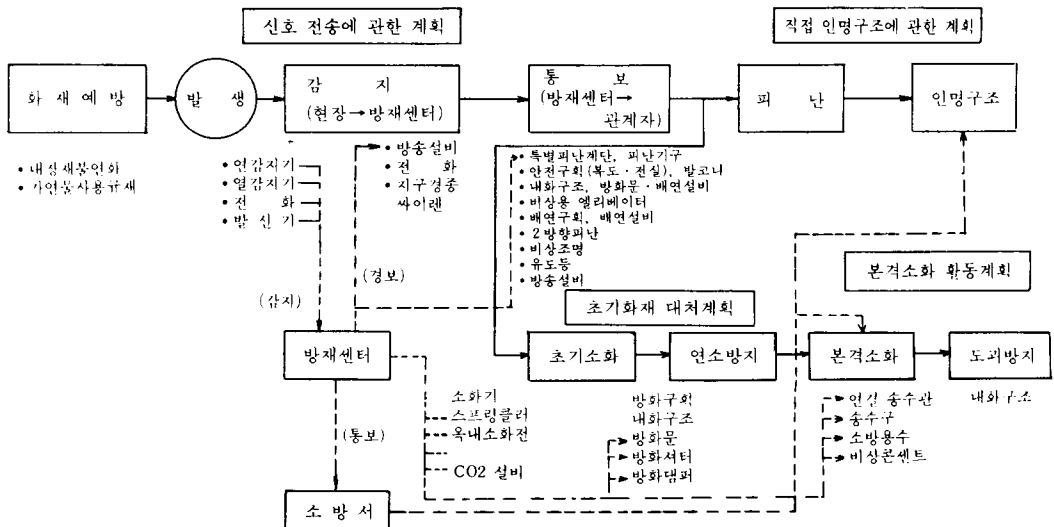 신호 전송에 관한 계획
직접 인명구조에 관한 계획
화 재 예 방
발 생
감 지
(현장→방재센터)
통 보
(방재센터→
관계자)
피 난
인명구조
• 내장재불연화
• 가연물사용규재
• 연감지기
• 열감지기
• 전 화
• 발 신 기
• 방송설비
• 전 화
• 지구경종
싸이렌
• 특별피난계단, 피난기구
• 안전구획(복도·전실), 발코니
• 내화구조, 방화문·배연설비
• 비상용 엘리베이터
• 배연구획, 배연설비
• 2방향피난
• 비상조명
• 유도등
• 방송설비
(경보)
(감지)
본격소화 활동계획
초기화재 대처계획
방재센터
초기소화
연소방지
본격소화
도괴방지
소화기
스프링클러
옥내소화전
CO2 설비
방화구획
내화구조
방화문
방화셔터
방화댐퍼
연결 송수관
송수구
소방용수
비상콘센트
내화구조
(통보)
소 방 서